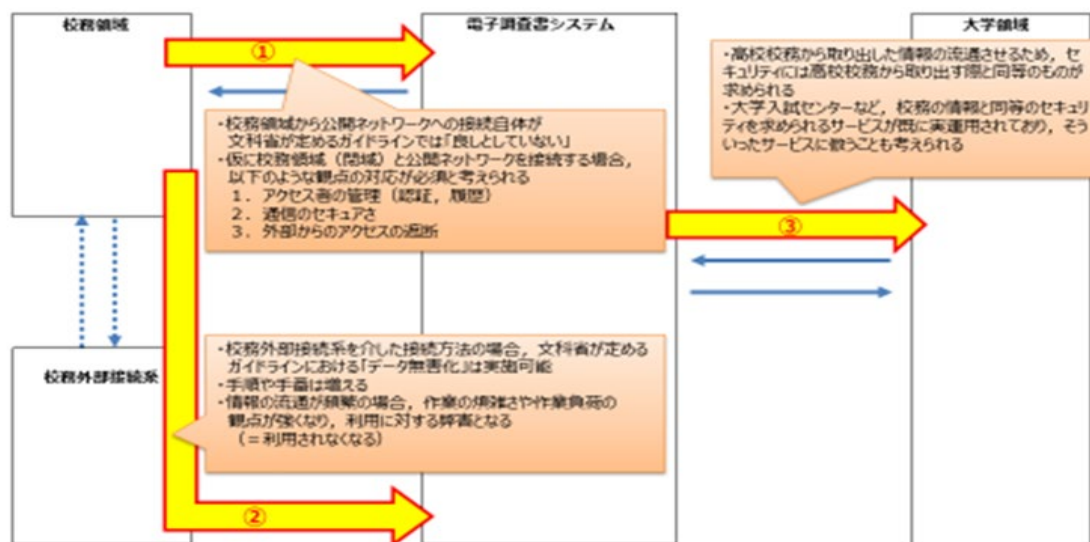 校務領域
電子調査書システム
大学領域
①
・高校校務から取り出した情報の流通させるため，セ
キュリティには高校校務から取り出す際と同等のものが
求められる
・大学入試センターなど，校務の情報と同等のセキュリ
ティを求められるサービスが既に実運用されており，そう
いったサービスに倣うことも考えられる
・校務領域から公開ネットワークへの接続自体が
文科省が定めるガイドラインでは「良しとしていない」
・仮に校務領域（閉域）と公開ネットワークを接続する場合，
以下のような観点の対応が必須と考えられる
１．アクセス者の管理（認証，履歴）
２．通信のセキュアさ
３．外部からのアクセスの遮断
③
・校務外部接続系を介した接続方法の場合，文科省が定める
ガイドラインにおける「データ無害化」は実施可能
・手順や手番は増える
・情報の流通が頻繁の場合，作業の煩雑さや作業負荷の
観点が強くなり，利用に対する弊害となる
（＝利用されなくなる）
校務外部接続系
②